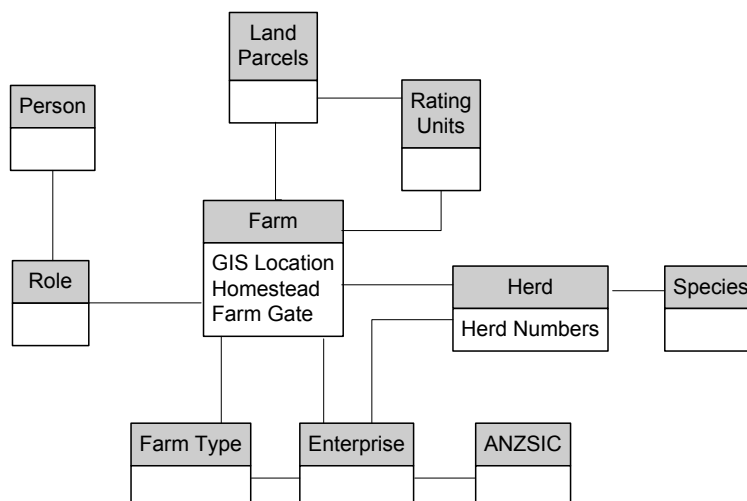 Land
Parcels
Person
Rating
Units
Farm
GIS Location
Homestead
Farm Gate
Role
Herd
Herd Numbers
Species
Farm Type
Enterprise
ANZSIC